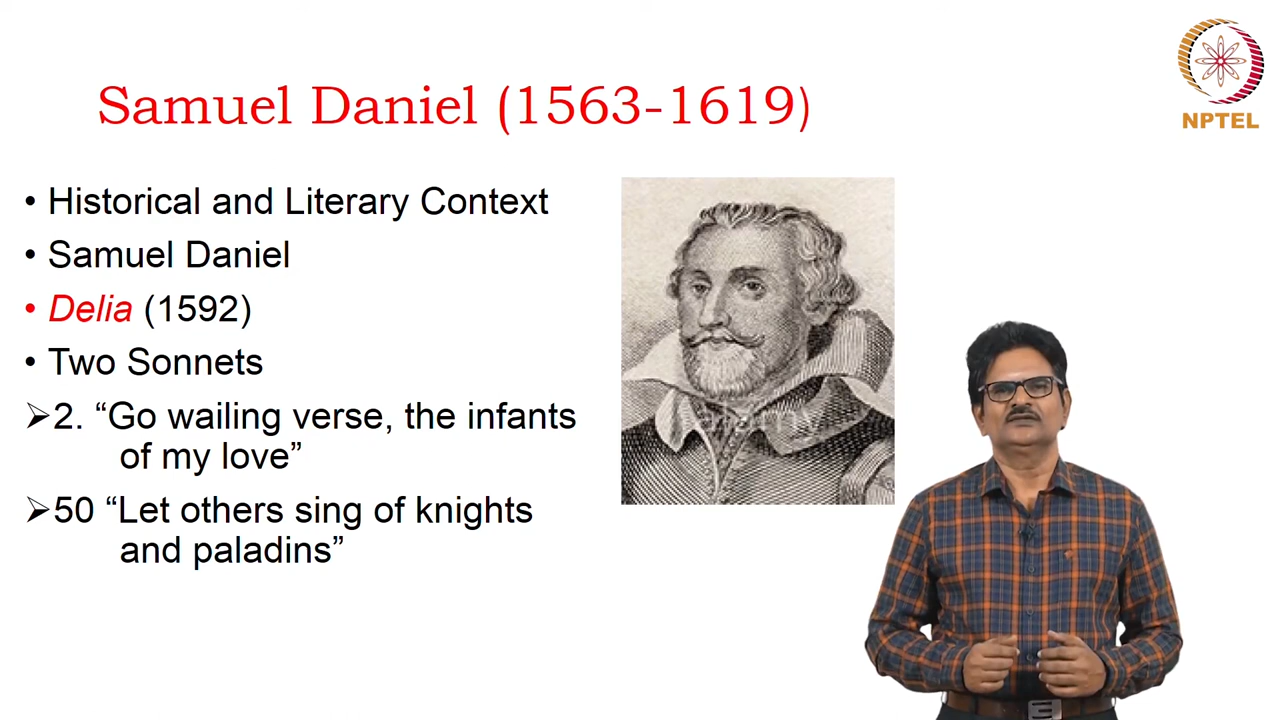 Samuel Daniel (1563-1619)
NPTEL
• Historical and Literary Context
• Samuel Daniel
• Delia (1592)
• Two Sonnets
➢2. “Go wailing verse, the infants
of my love”
➢50 “Let others sing of knights
and paladins”
alamy